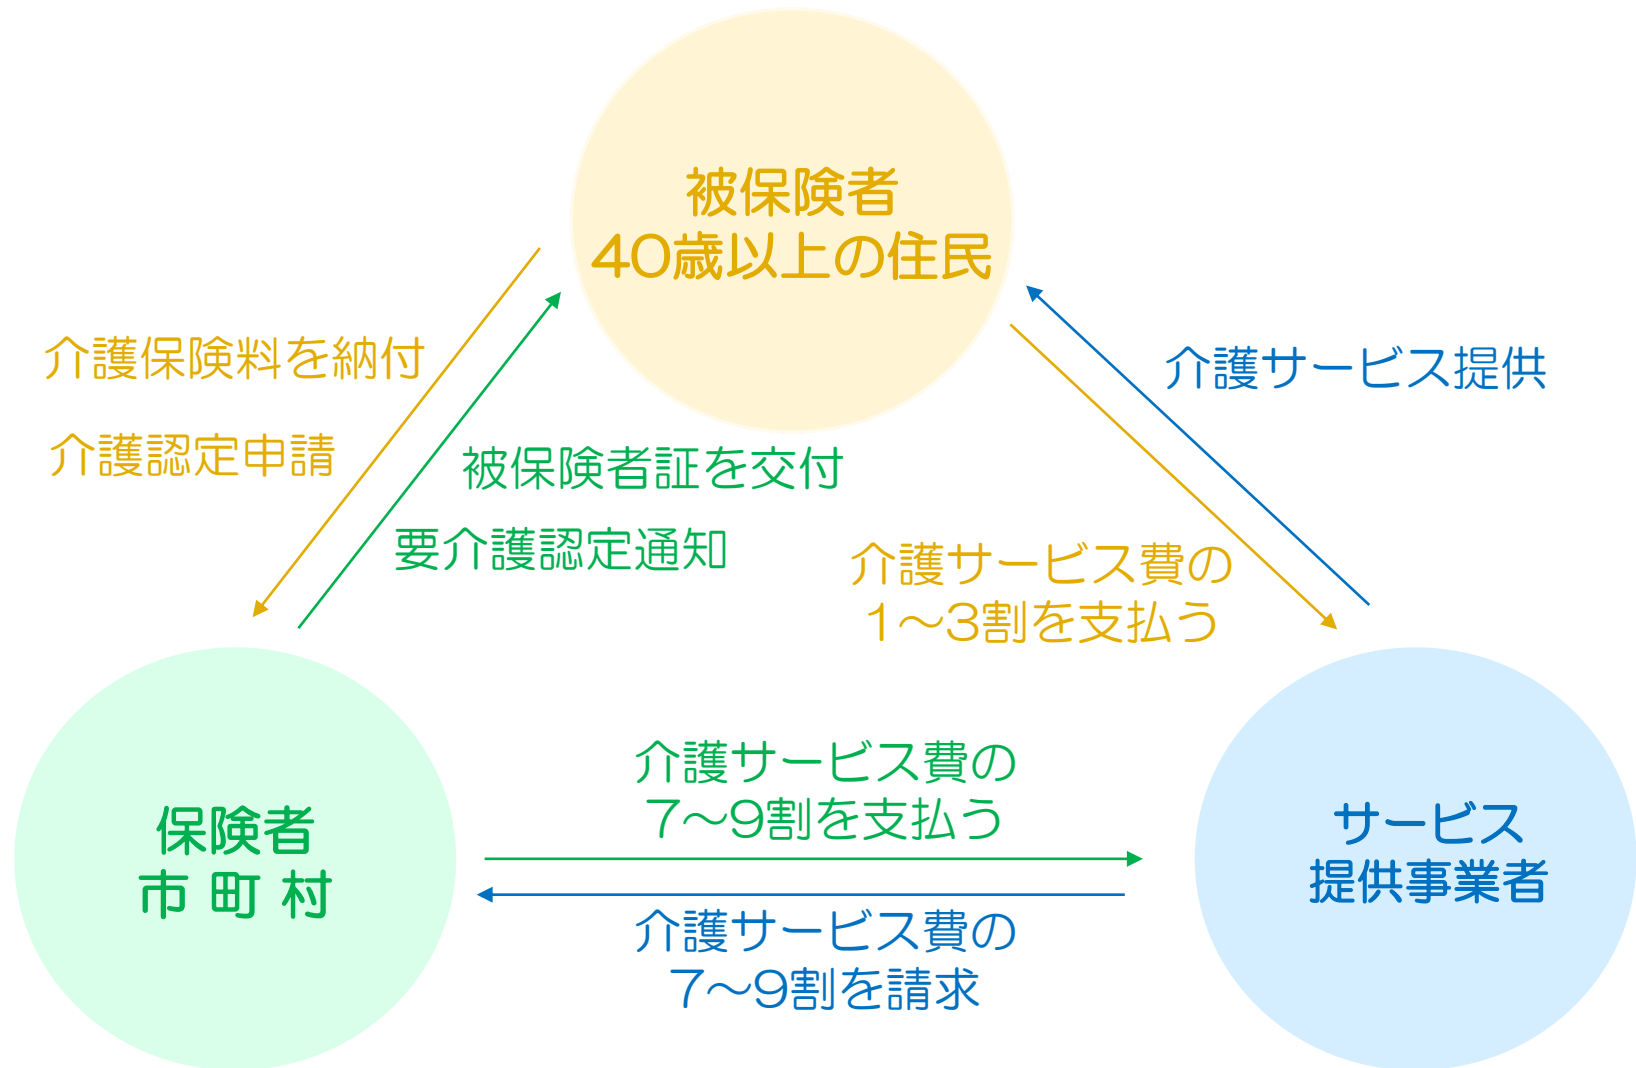 被保険者
40歳以上の住民
介護保険料を納付
介護認定申請
被保険者証を交付
要介護認定通知
介護サービス提供
介護サービス費の
1～3割を支払う
保険者
市 町 村
介護サービス費の
7～9割を支払う
介護サービス費の
7～9割を請求
サービス
提供事業者